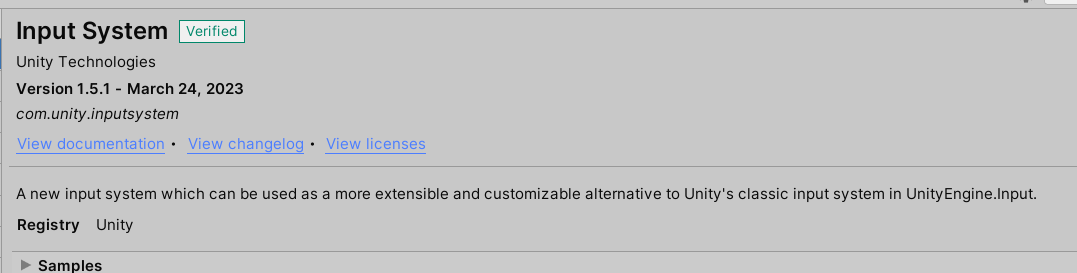 Input System Verified
Unity Technologies
Version 1.5.1 - March 24, 2023
com.unity.inputsystem
View documentation • View changelog • View licenses
A new input system which can be used as a more extensible and customizable alternative to Unity's classic input system in UnityEngine.Input.
Registry Unity
Samples